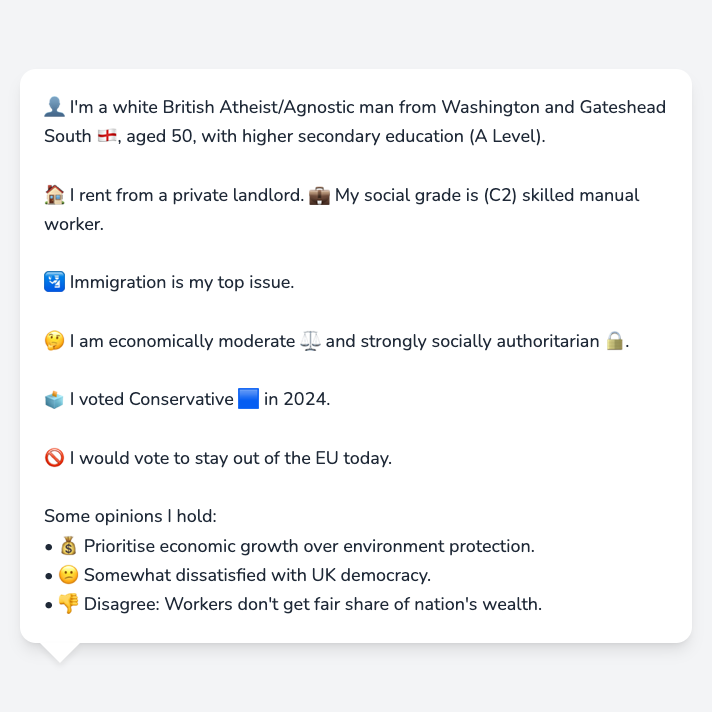 👤 I'm a white British Atheist/Agnostic man from Washington and Gateshead
South 🏴󠁧󠁢󠁥󠁮󠁧󠁿, aged 50, with higher secondary education (A Level).
🏠 I rent from a private landlord. 💼 My social grade is (C2) skilled manual
worker.
🛂 Immigration is my top issue.
🤔 I am economically moderate ⚖️ and strongly socially authoritarian 🔒.
🗳️ I voted Conservative 🟦 in 2024.
🚫 I would vote to stay out of the EU today.
Some opinions I hold:
• 💰 Prioritise economic growth over environment protection.
• 😕 Somewhat dissatisfied with UK democracy.
• 👎 Disagree: Workers don't get fair share of nation's wealth.